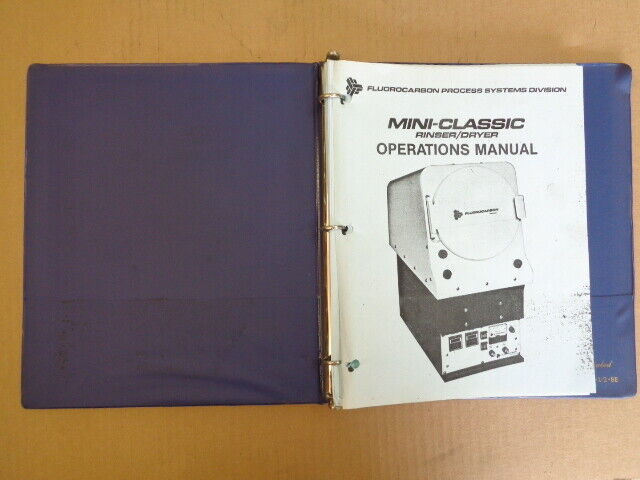 FLUOROCARBON PROCESS SYSTEMS DIVISION
MINI-CLASSIC
RINSER/DRYER
OPERATIONS MANUAL
FLUOROCARBON